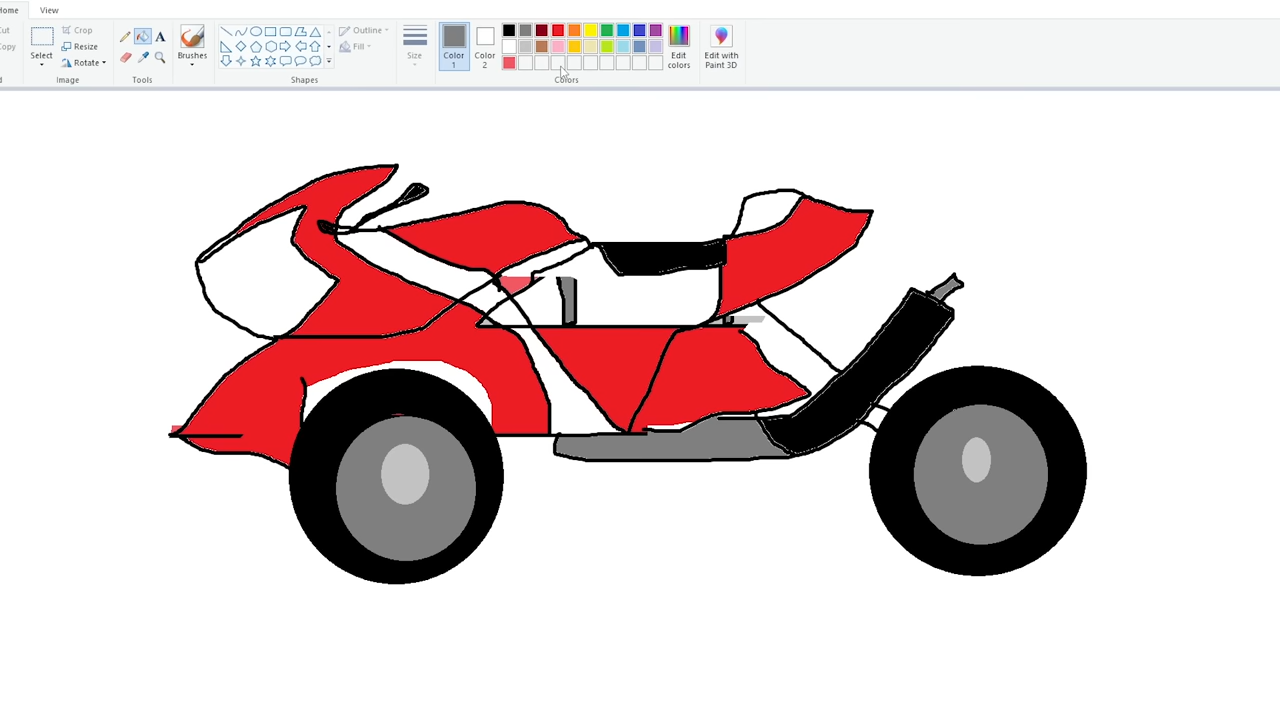 Home View
Cut
Copy
Select
Crop
Resize
Rotate
Image
A
Tools
Brushes
Shapes
Outline
Fill
Size
Color
1
Color
2
Colors
Edit
colors
Edit with
Paint 3D